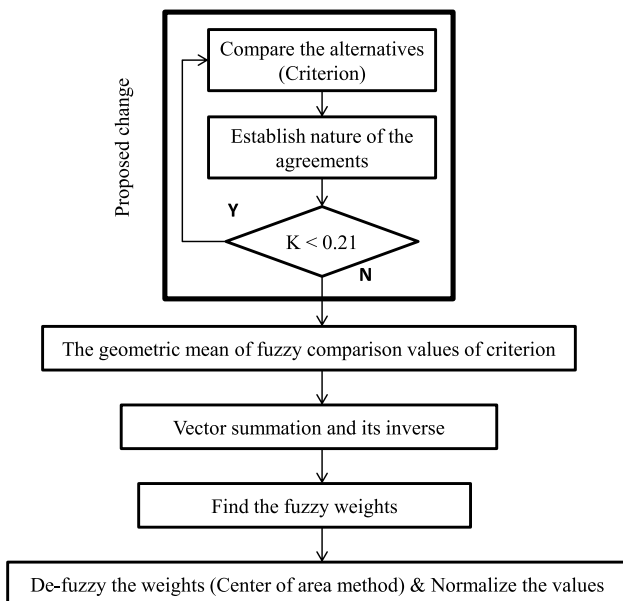 Proposed change
Compare the alternatives
(Criterion)
Establish nature of the
agreements
Y
K < 0.21
N
The geometric mean of fuzzy comparison values of criterion
Vector summation and its inverse
Find the fuzzy weights
De-fuzzy the weights (Center of area method) & Normalize the values